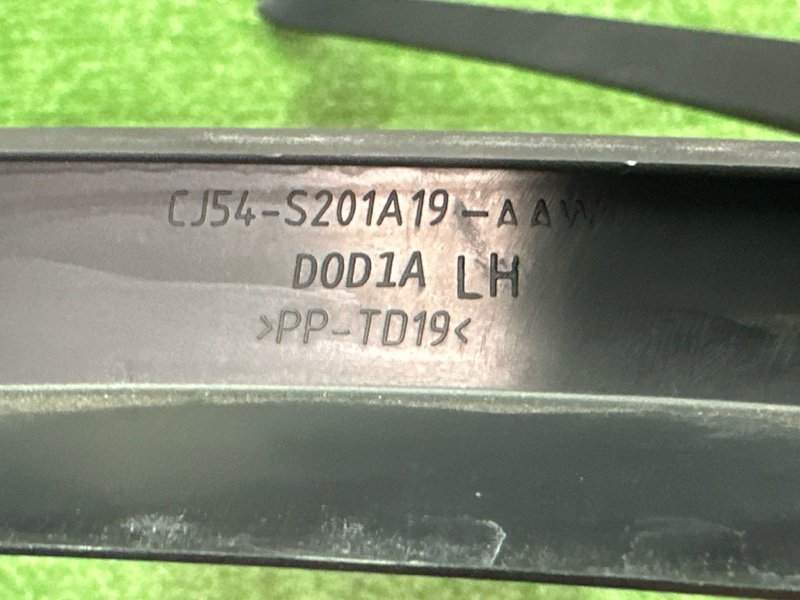 CJ54-S201A19-AAW
D0D1A LH
>PP-TD19<